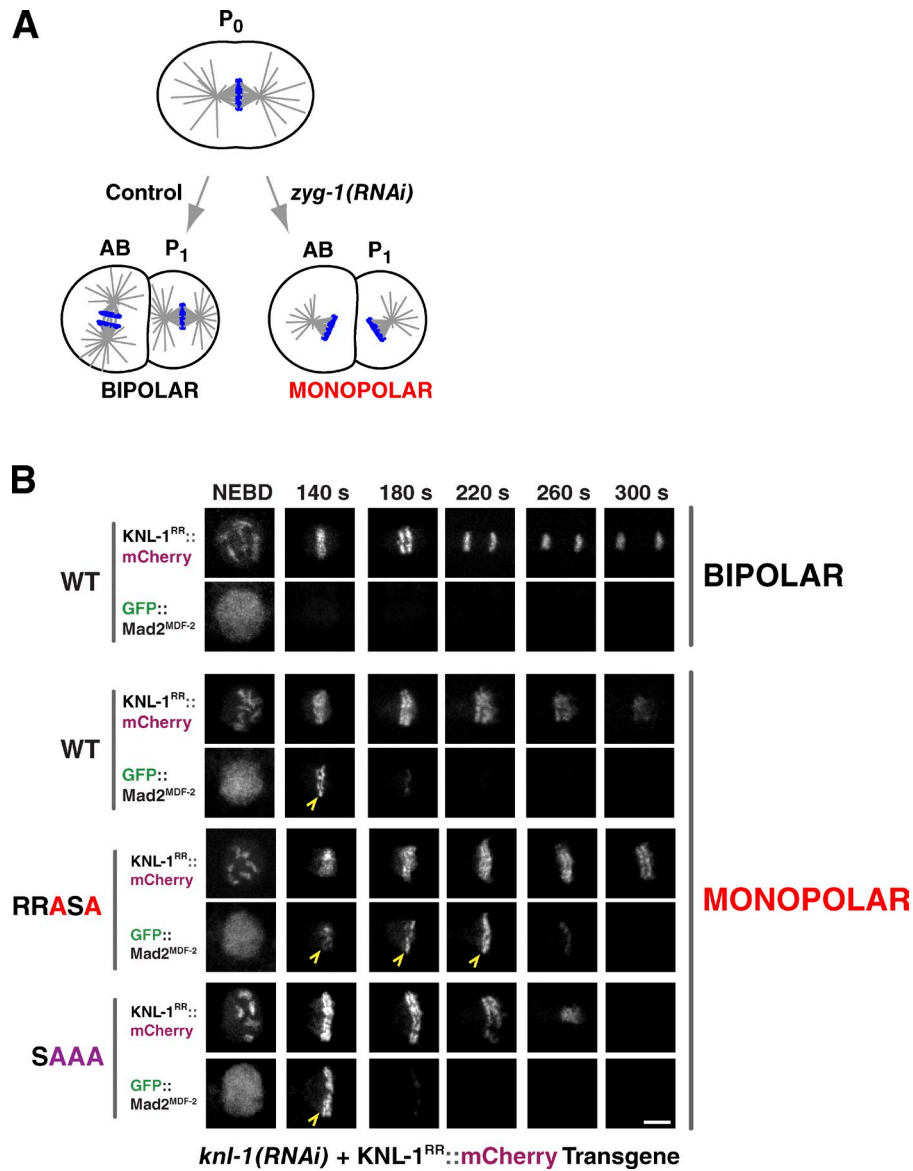 A
P0
Control
zyg-1(RNAi)
AB P1
AB P1
BIPOLAR
MONOPOLAR
B
NEBD 140 s 180 s 220 s 260 s 300 s
WT
KNL-1RR::
mCherry
GFP::
Mad2MDF-2
BIPOLAR
WT
KNL-1RR::
mCherry
GFP::
Mad2MDF-2
RRASA
KNL-1RR::
mCherry
GFP::
Mad2MDF-2
MONOPOLAR
SAAA
KNL-1RR::
mCherry
GFP::
Mad2MDF-2
knl-1(RNAi) + KNL-1RR::mCherry Transgene